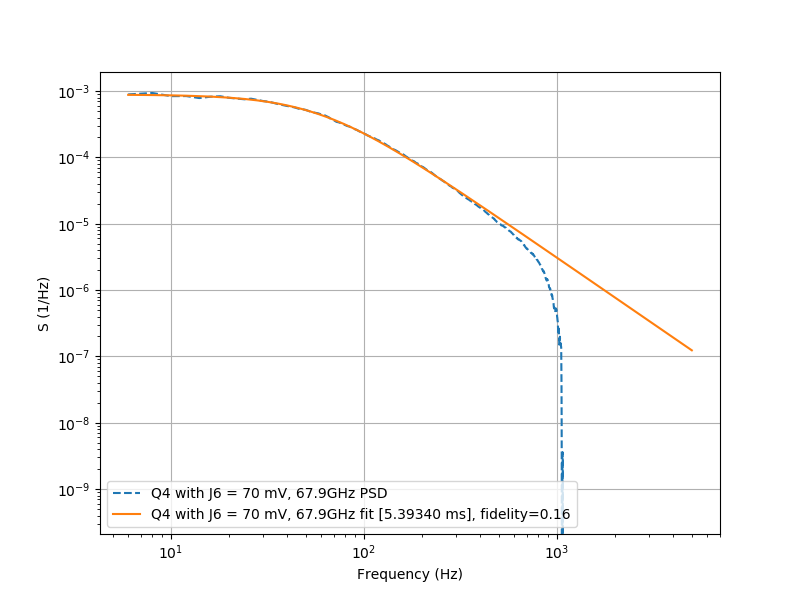 10⁻³
10⁻⁴
10⁻⁵
10⁻⁶
10⁻⁷
10⁻⁸
10⁻⁹
S (1/Hz)
Q4 with J6 = 70 mV, 67.9GHz PSD
Q4 with J6 = 70 mV, 67.9GHz fit [5.39340 ms], fidelity=0.16
10¹ 10² 10³
Frequency (Hz)